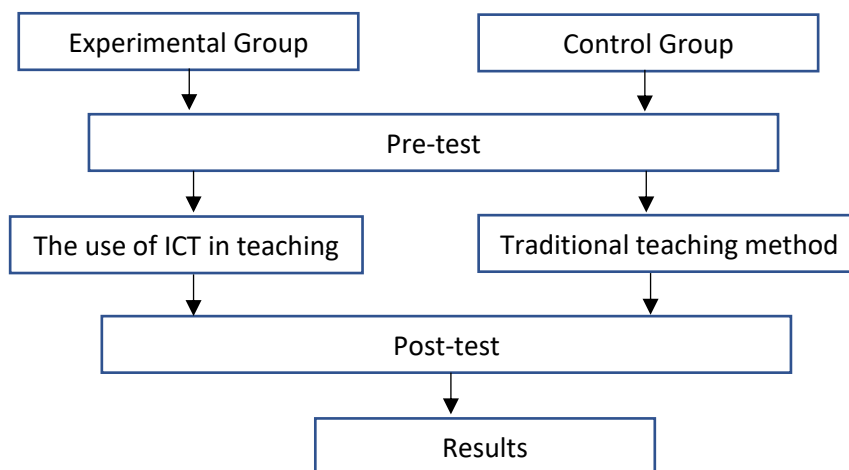 Experimental Group
Control Group
Pre-test
The use of ICT in teaching
Traditional teaching method
Post-test
Results